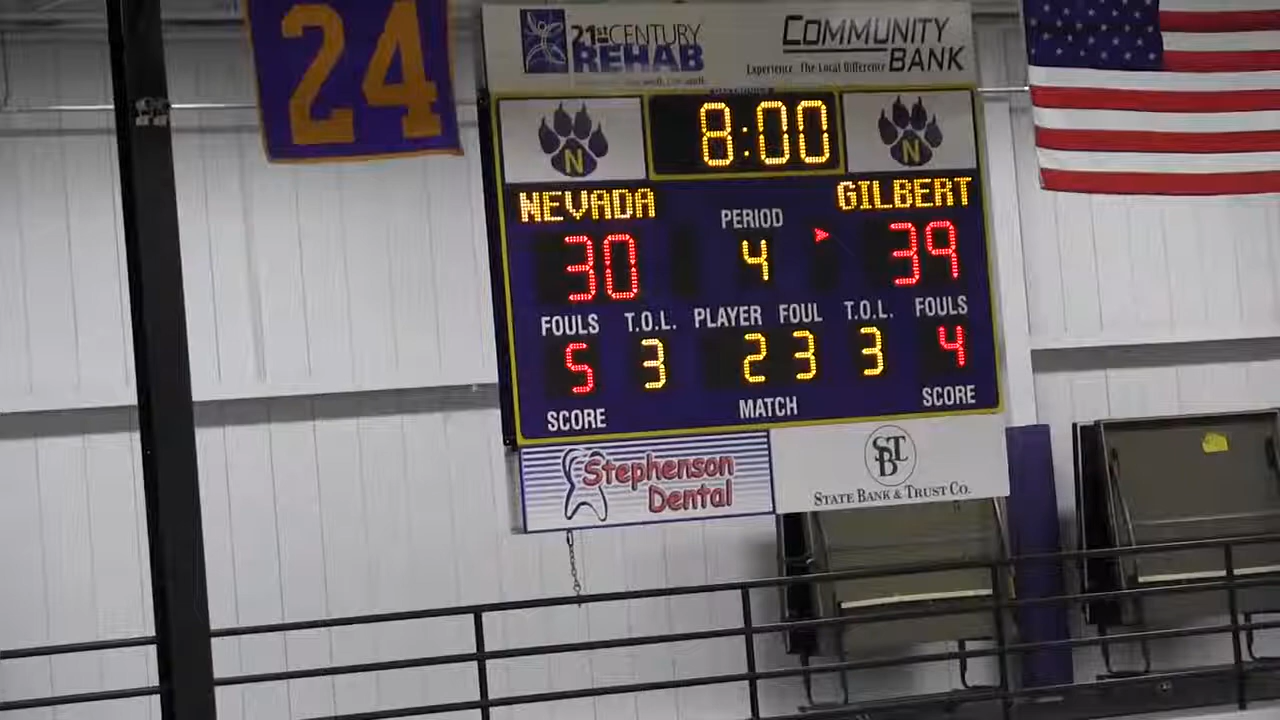 24
21st CENTURY
REHAB
COMMUNITY
BANK
Experience The Local Difference
N
8:00
N
NEVADA
PERIOD
GILBERT
30
4
39
FOULS T.O.L. PLAYER FOUL T.O.L. FOULS
5 3 2 3 3 4
SCORE MATCH SCORE
Stephenson
Dental
STB
STATE BANK & TRUST CO.